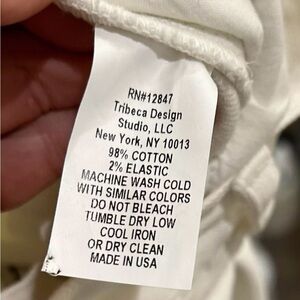 RN#12847
Tribeca Design
Studio, LLC
New York, NY 10013
98% COTTON
2% ELASTIC
MACHINE WASH COLD
WITH SIMILAR COLORS
DO NOT BLEACH
TUMBLE DRY LOW
COOL IRON
OR DRY CLEAN
MADE IN USA